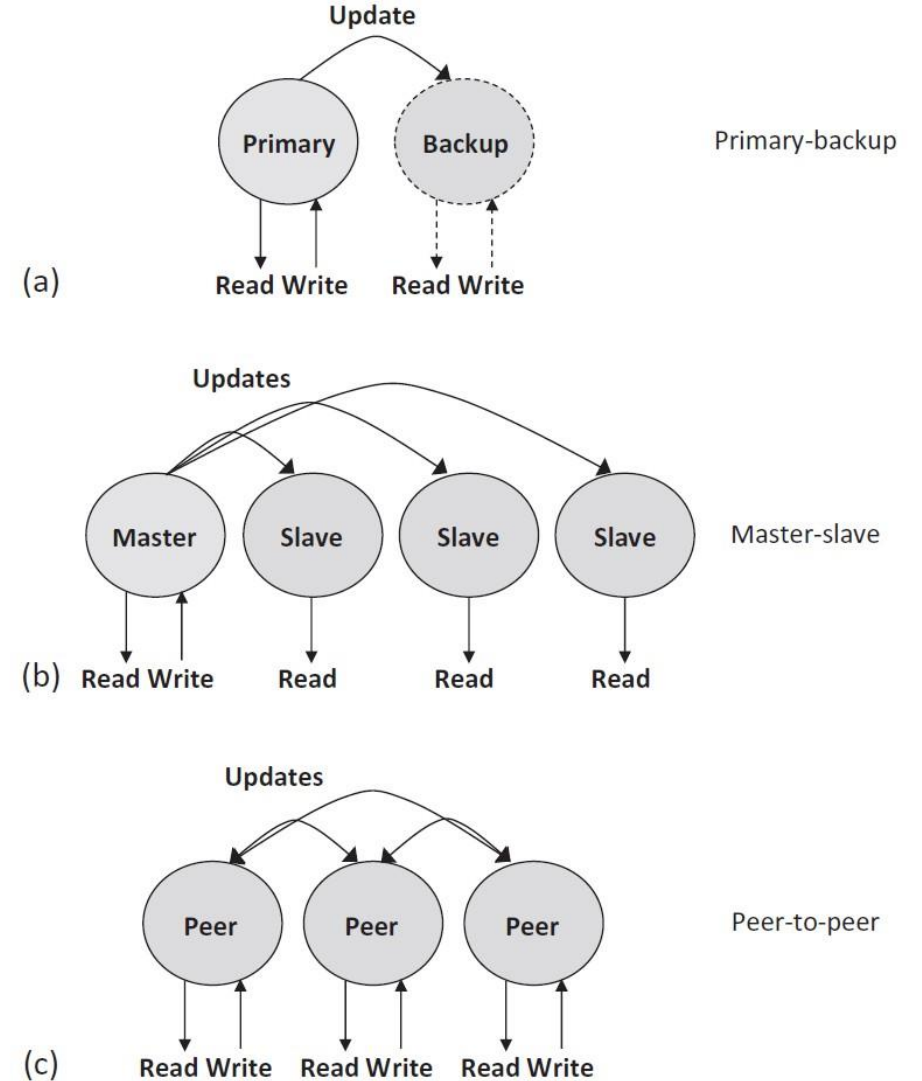 Update
Primary
Backup
Primary-backup
Read Write
Read Write
(a)
Updates
Master
Slave
Slave
Slave
Master-slave
(b)
Read Write
Read
Read
Read
Updates
Peer
Peer
Peer
Peer-to-peer
(c)
Read Write
Read Write
Read Write